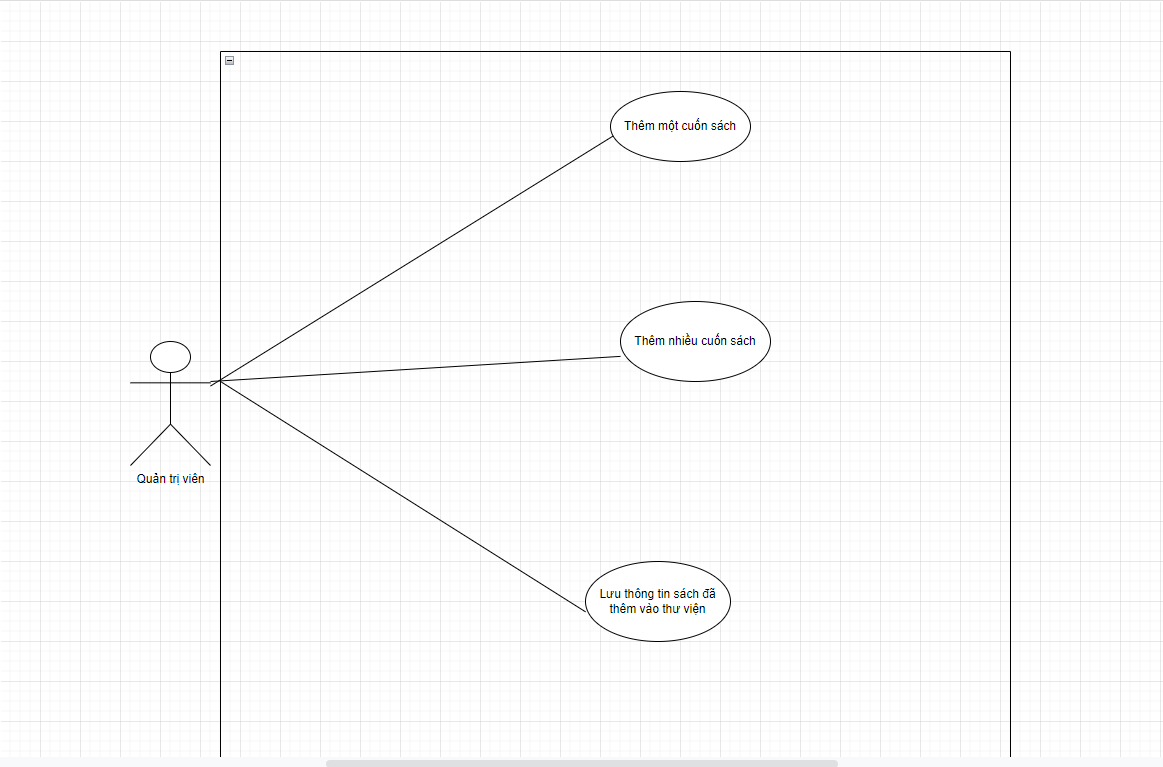 Thêm một cuốn sách
Thêm nhiều cuốn sách
Quản trị viên
Lưu thông tin sách đã
thêm vào thư viện